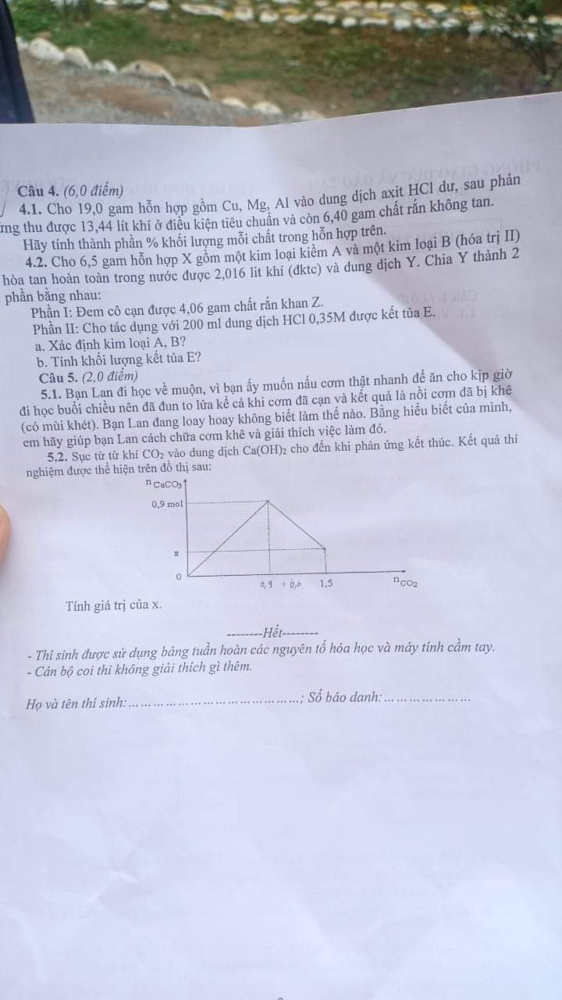 Câu 4. (6,0 điểm)
4.1. Cho 19,0 gam hỗn hợp gồm Cu, Mg, Al vào dung dịch axit HCl dư, sau phản
ứng thu được 13,44 lít khí ở điều kiện tiêu chuẩn và còn 6,40 gam chất rắn không tan.
Hãy tính thành phần % khối lượng mỗi chất trong hỗn hợp trên.
4.2. Cho 6,5 gam hỗn hợp X gồm một kim loại kiềm A và một kim loại B (hóa trị II)
hòa tan hoàn toàn trong nước được 2,016 lit khí (đktc) và dung dịch Y. Chia Y thành 2
phần bằng nhau:
Phần I: Đem cô cạn được 4,06 gam chất rắn khan Z.
Phần II: Cho tác dụng với 200 ml dung dịch HCl 0,35M được kết tủa E.
a. Xác định kim loại A, B?
b. Tính khối lượng kết tủa E?
Câu 5. (2,0 điểm)
5.1. Bạn Lan đi học về muộn, vì bạn ấy muốn nấu cơm thật nhanh để ăn cho kịp giờ
đi học buổi chiều nên đã đun to lửa kể cả khi cơm đã cạn và kết quả là nồi cơm đã bị khê
(có mùi khét). Bạn Lan đang loay hoay không biết làm thế nào. Bằng hiểu biết của mình,
em hãy giúp bạn Lan cách chữa cơm khê và giải thích việc làm đó.
5.2. Sục từ từ khí CO₂ vào dung dịch Ca(OH)₂ cho đến khi phản ứng kết thúc. Kết quả thí
nghiệm được thể hiện trên đồ thị sau:
n CaCO₃
0,9 mol
x
0
0,9 + 0,6 1,5 nCO₂
Tính giá trị của x.
--------Hết--------
- Thí sinh được sử dụng bảng tuần hoàn các nguyên tố hóa học và máy tính cầm tay.
- Cán bộ coi thi không giải thích gì thêm.
Họ và tên thí sinh:.............................................; Số báo danh:.....................